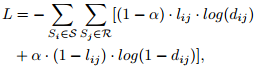 L = − ∑_{S_i∈𝒮} ∑_{S_j∈ℛ} [(1 − α) · l_{ij} · log(d_{ij})
+ α · (1 − l_{ij}) · log(1 − d_{ij})],